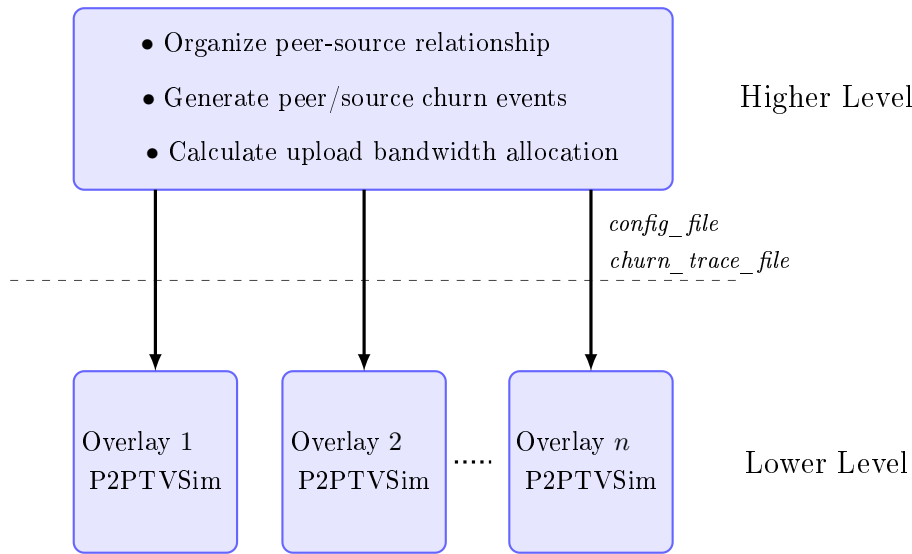 • Organize peer-source relationship
• Generate peer/source churn events
• Calculate upload bandwidth allocation
Higher Level
config_file
churn_trace_file
Overlay 1
P2PTVSim
Overlay 2
P2PTVSim
.....
Overlay n
P2PTVSim
Lower Level